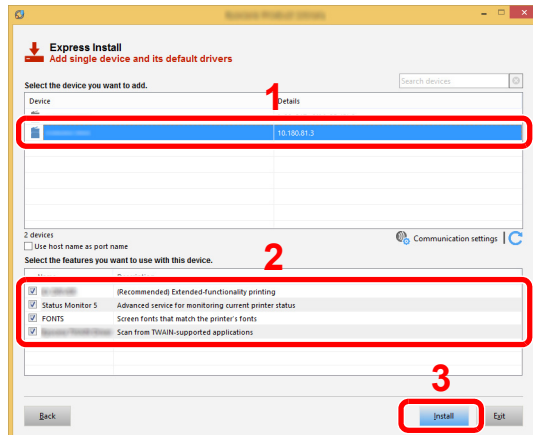 Express Install
Add single device and its default drivers
Select the device you want to add.
Search devices
1
Device Details
10.180.81.3
2 devices
Communication settings
Use host name as port name
2
Select the features you want to use with this device.
(Recommended) Extended-functionality printing
Status Monitor 5 Advanced service for monitoring current printer status
FONTS Screen fonts that match the printer's fonts
Scan from TWAIN-supported applications
3
Back Install Exit